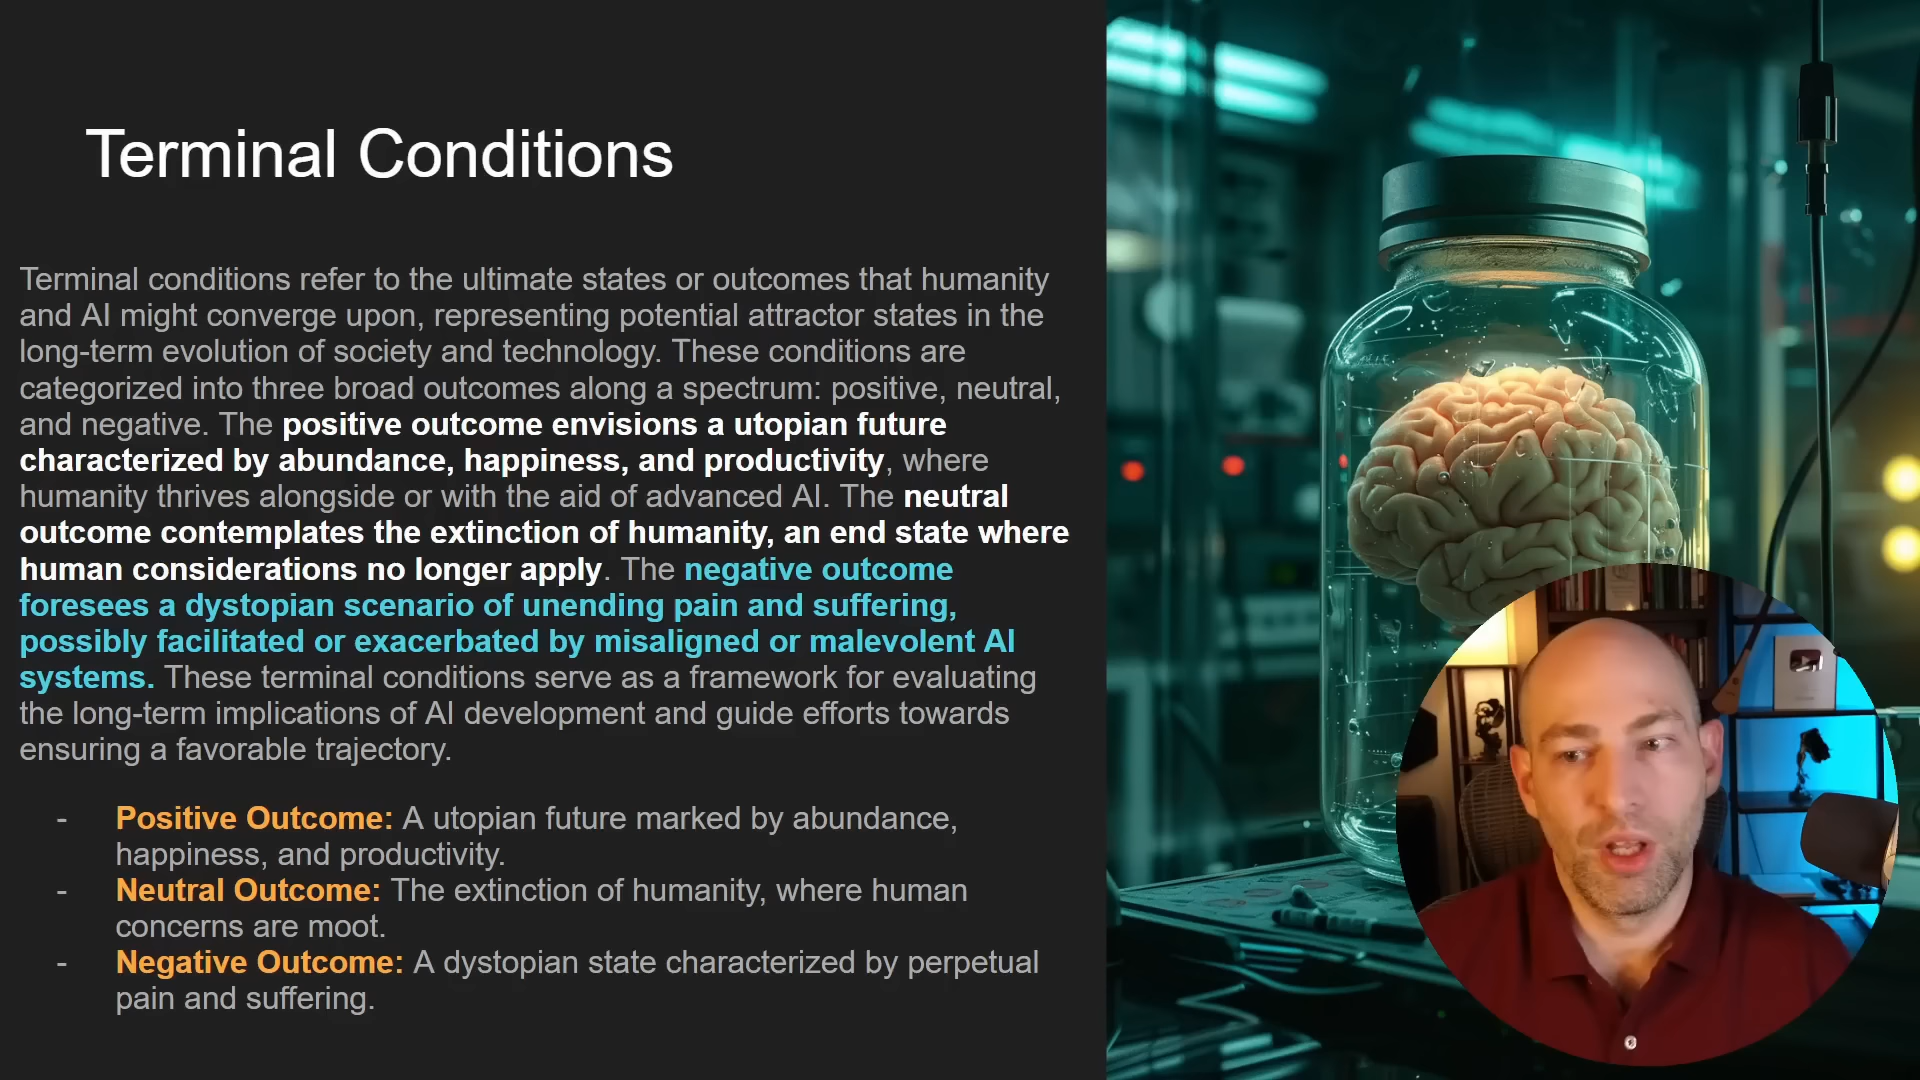 Terminal Conditions
Terminal conditions refer to the ultimate states or outcomes that humanity
and AI might converge upon, representing potential attractor states in the
long-term evolution of society and technology. These conditions are
categorized into three broad outcomes along a spectrum: positive, neutral,
and negative. The positive outcome envisions a utopian future
characterized by abundance, happiness, and productivity, where
humanity thrives alongside or with the aid of advanced AI. The neutral
outcome contemplates the extinction of humanity, an end state where
human considerations no longer apply. The negative outcome
foresees a dystopian scenario of unending pain and suffering,
possibly facilitated or exacerbated by misaligned or malevolent AI
systems. These terminal conditions serve as a framework for evaluating
the long-term implications of AI development and guide efforts towards
ensuring a favorable trajectory.
- Positive Outcome: A utopian future marked by abundance,
happiness, and productivity.
- Neutral Outcome: The extinction of humanity, where human
concerns are moot.
- Negative Outcome: A dystopian state characterized by perpetual
pain and suffering.